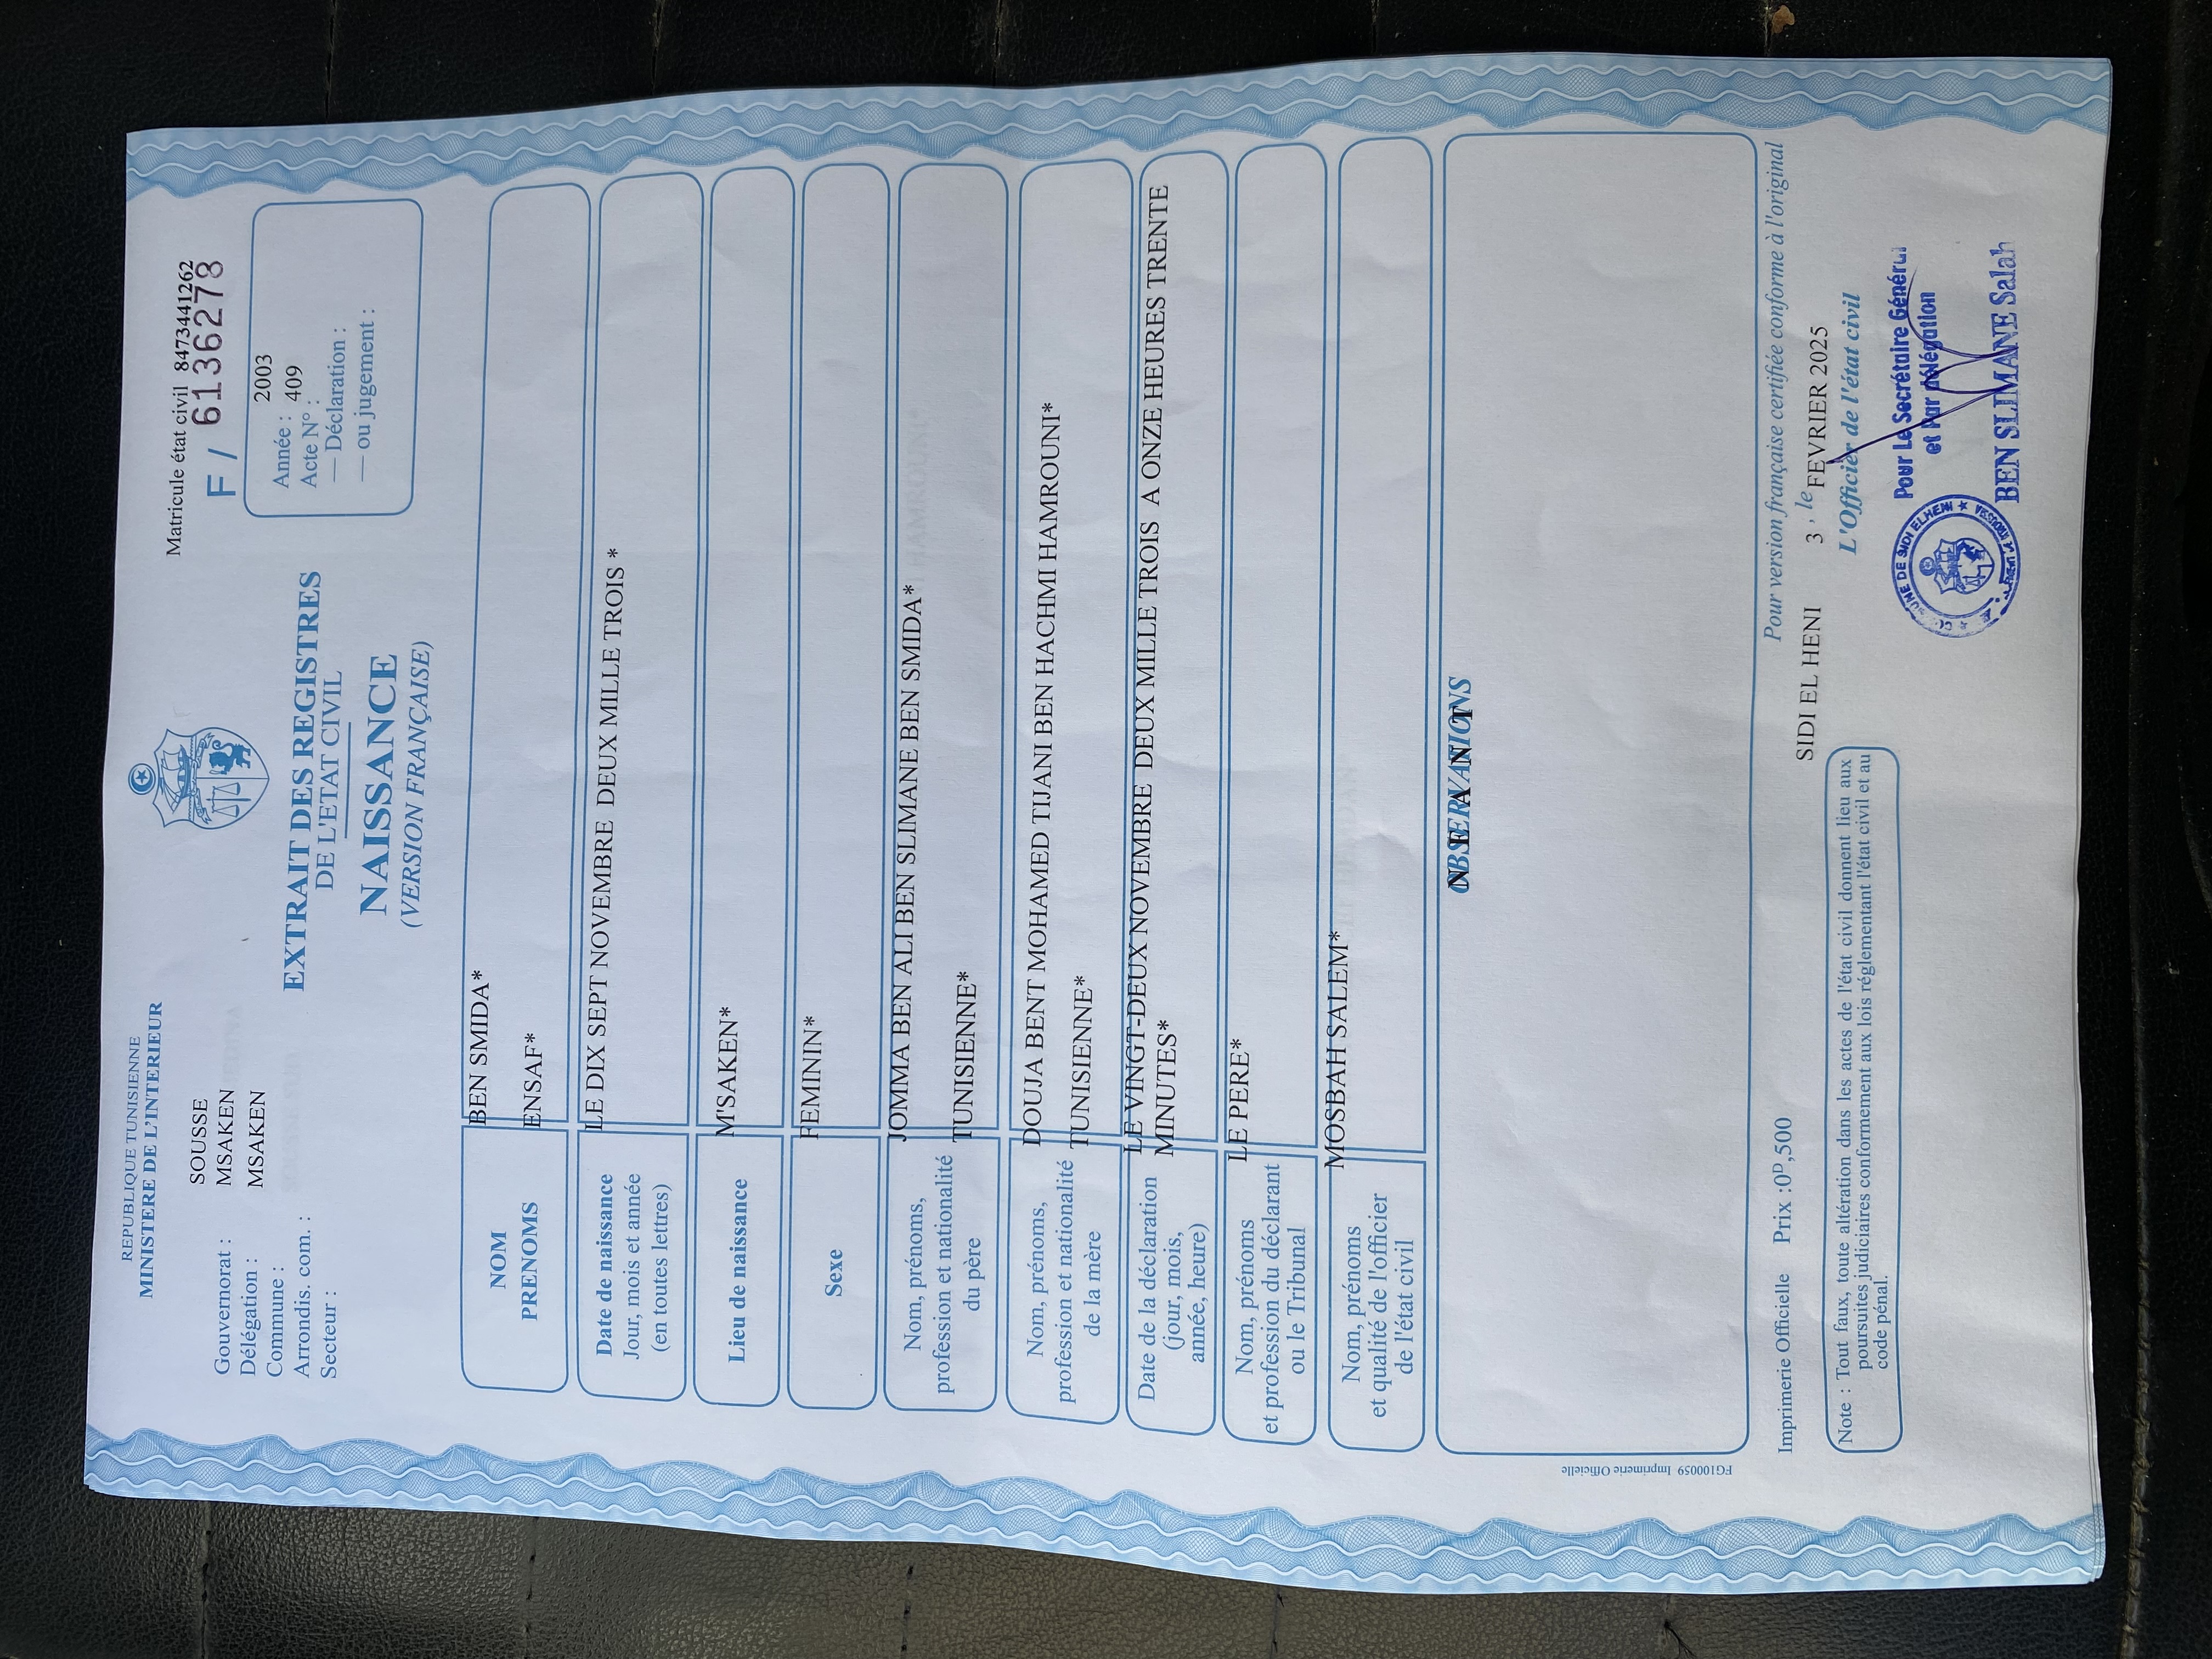 REPUBLIQUE TUNISIENNE
MINISTERE DE L'INTERIEUR
Matricule état civil 8473441262
F / 6136278
Gouvernorat : SOUSSE
Délégation : MSAKEN
Commune : MSAKEN
Arrondis. com. :
Secteur :
EXTRAIT DES REGISTRES
DE L'ETAT CIVIL
NAISSANCE
(VERSION FRANÇAISE)
Année : 2003
Acte N° : 409
— Déclaration :
— ou jugement :
NOM BEN SMIDA*
PRENOMS ENSAF*
Date de naissance
Jour, mois et année
(en toutes lettres)
LE DIX SEPT NOVEMBRE DEUX MILLE TROIS *
Lieu de naissance M'SAKEN*
Sexe FEMININ*
Nom, prénoms,
profession et nationalité
du père
JOMMA BEN ALI BEN SLIMANE BEN SMIDA*
TUNISIENNE*
Nom, prénoms,
profession et nationalité
de la mère
DOUJA BENT MOHAMED TIJANI BEN HACHMI HAMROUNI*
TUNISIENNE*
Date de la déclaration
(jour, mois,
année, heure)
LE VINGT-DEUX NOVEMBRE DEUX MILLE TROIS A ONZE HEURES TRENTE
MINUTES*
Nom, prénoms
et profession du déclarant
ou le Tribunal
LE PERE*
Nom, prénoms
et qualité de l'officier
de l'état civil
MOSBAH SALEM*
OBSERVATIONS
NEANT
FG100059 Imprimerie Officielle
Imprimerie Officielle Prix :0D,500
Pour version française certifiée conforme à l'original
SIDI EL HENI 3 , le FEVRIER 2025
L'Officier de l'état civil
Pour Le Secrétaire Général
et Par délégation
BEN SLIMANE Salah
Note : Tout faux, toute altération dans les actes de l'état civil donnent lieu aux
poursuites judiciaires conformement aux lois réglementant l'état civil et au
code pénal.